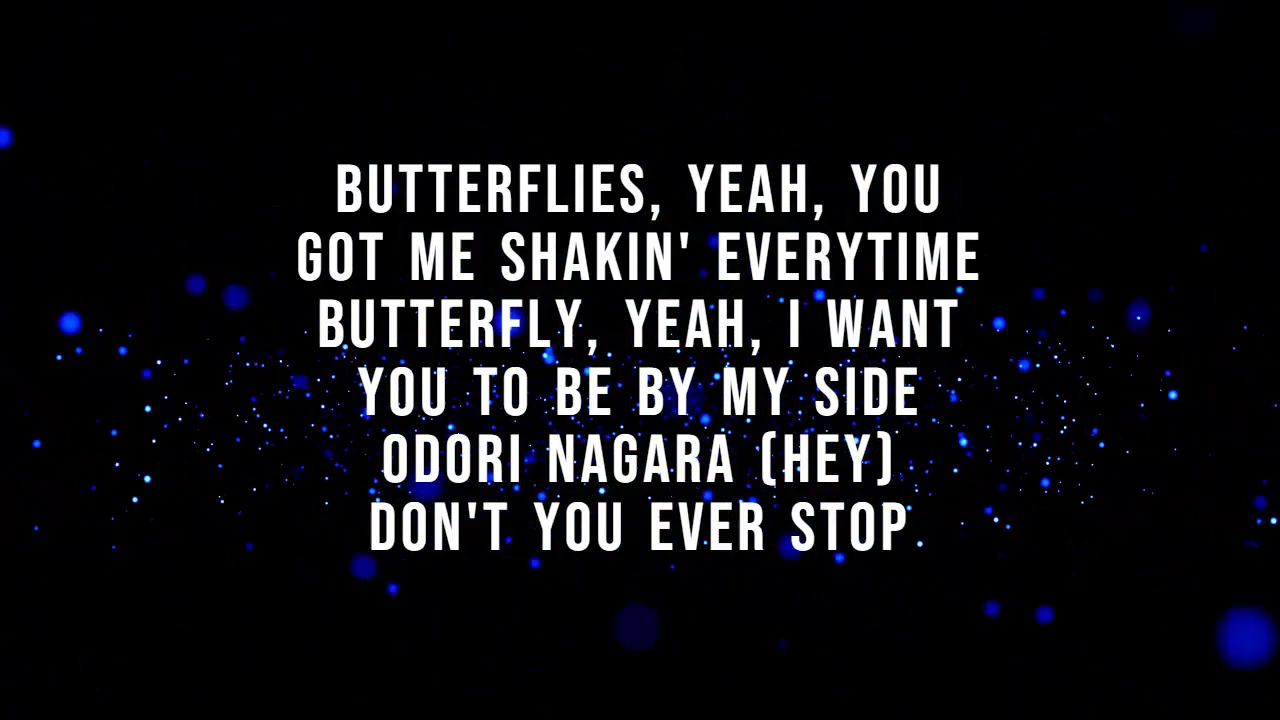 BUTTERFLIES, YEAH, YOU
GOT ME SHAKIN' EVERYTIME
BUTTERFLY, YEAH, I WANT
YOU TO BE BY MY SIDE
ODORI NAGARA (HEY)
DON'T YOU EVER STOP